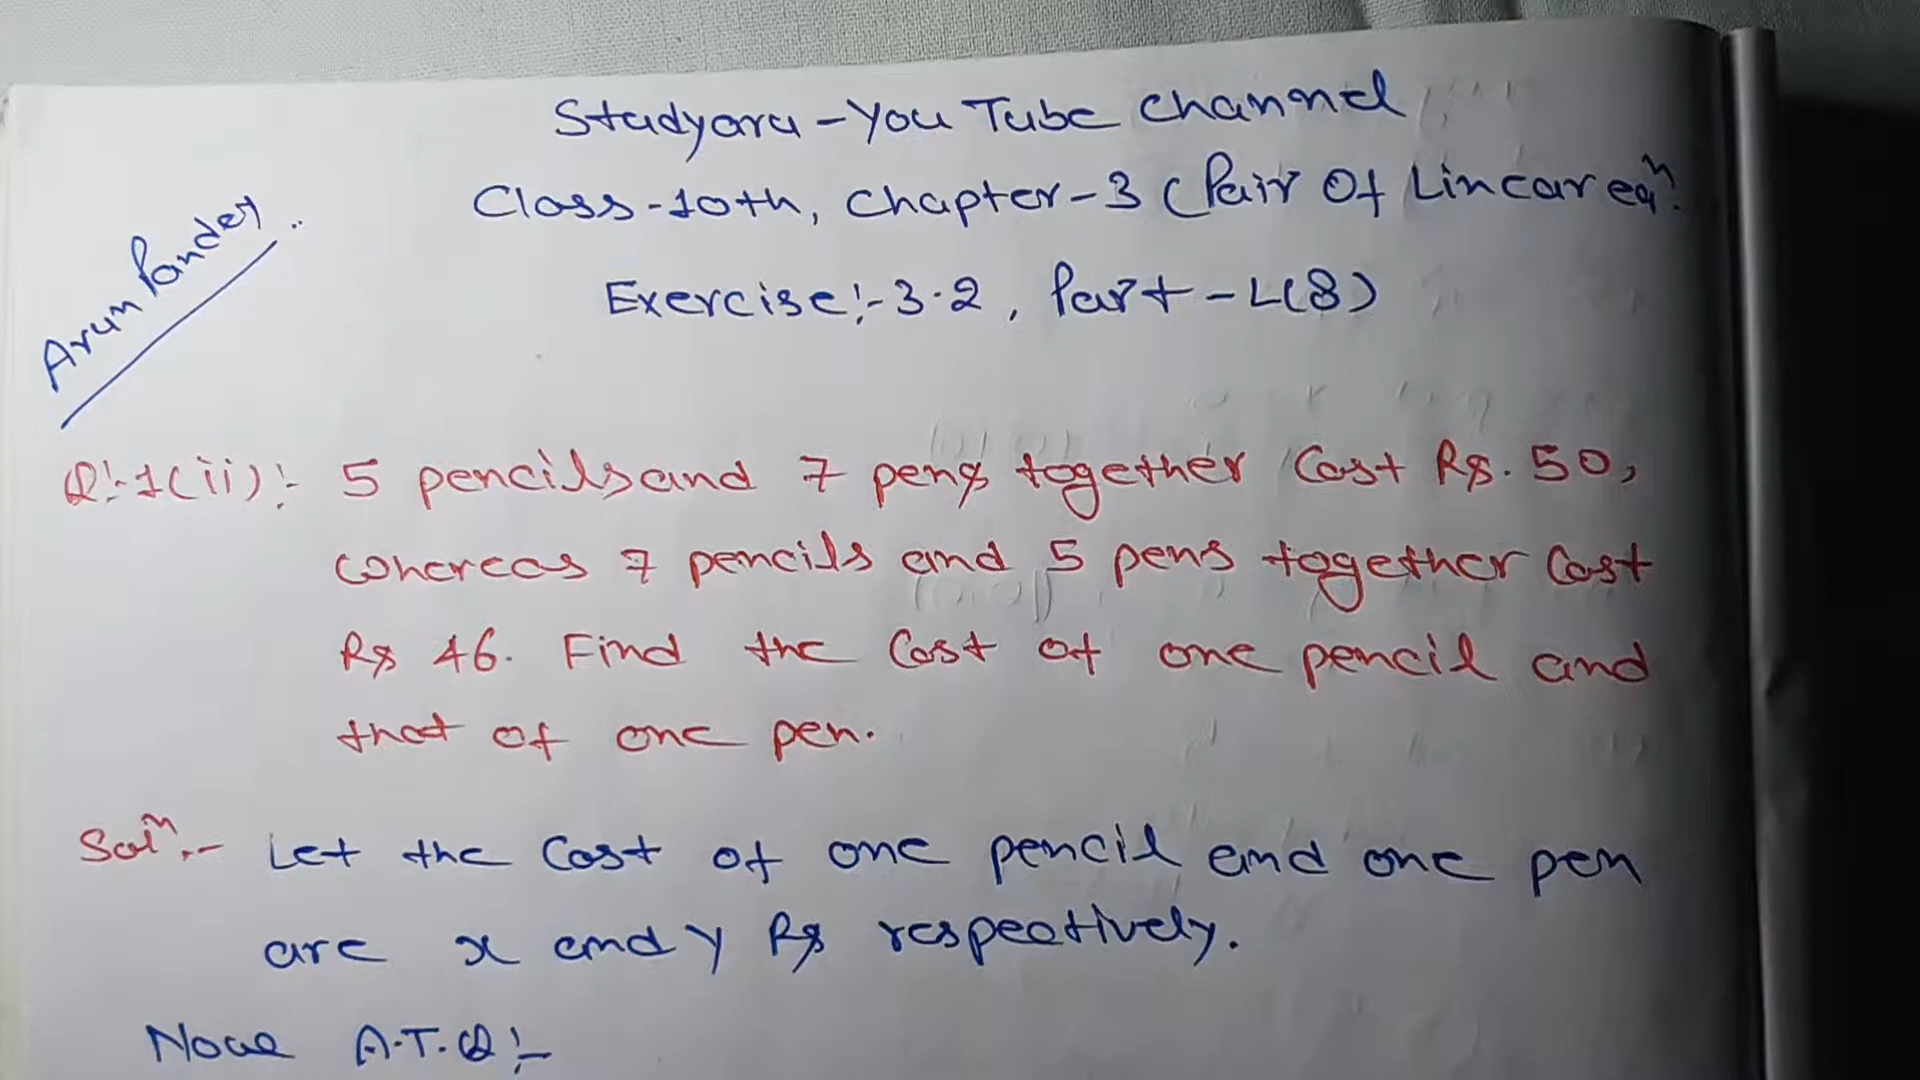 Studyaru - You Tube channel
Class-10th, Chapter-3 (Pair Of Linear eqn.
Exercise:-3.2, Part-L(8)
Arun Pandey
Q:-1(ii):- 5 pencils and 7 pens together Cost Rs. 50,
whereas 7 pencils and 5 pens together Cost
Rs 46. Find the Cost of one pencil and
that of one pen.
Soln:- Let the Cost of one pencil and one pen
are x and y Rs respectively.
Now A.T.Q:-